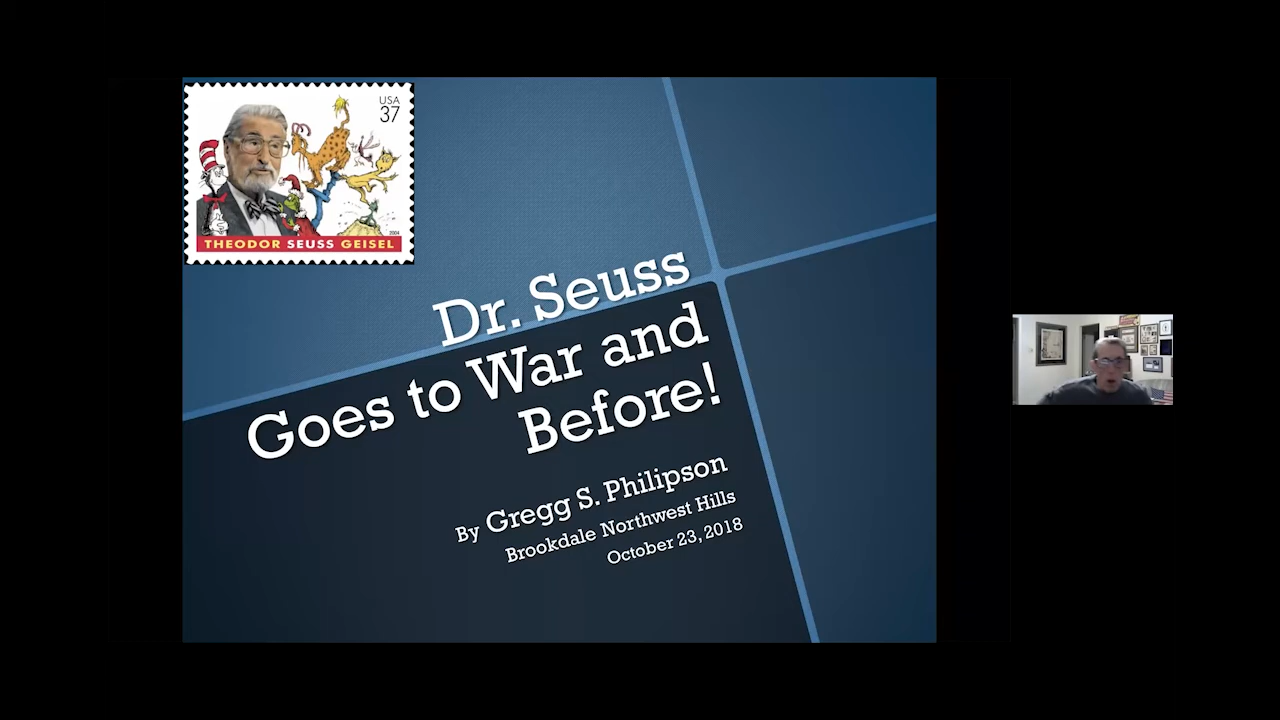 USA
37
2004
THEODOR SEUSS GEISEL
Dr. Seuss
Goes to War and
Before!
By Gregg S. Philipson
Brookdale Northwest Hills
October 23, 2018